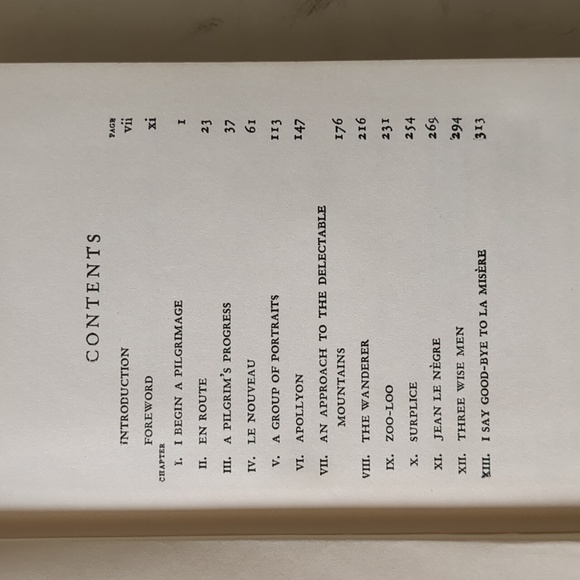 CONTENTS
PAGE
INTRODUCTION vii
FOREWORD xi
CHAPTER
I. I BEGIN A PILGRIMAGE 1
II. EN ROUTE 23
III. A PILGRIM'S PROGRESS 37
IV. LE NOUVEAU 61
V. A GROUP OF PORTRAITS 113
VI. APOLLYON 147
VII. AN APPROACH TO THE DELECTABLE
MOUNTAINS 176
VIII. THE WANDERER 216
IX. ZOO-LOO 231
X. SURPLICE 254
XI. JEAN LE NÈGRE 269
XII. THREE WISE MEN 294
XIII. I SAY GOOD-BYE TO LA MISÈRE 313